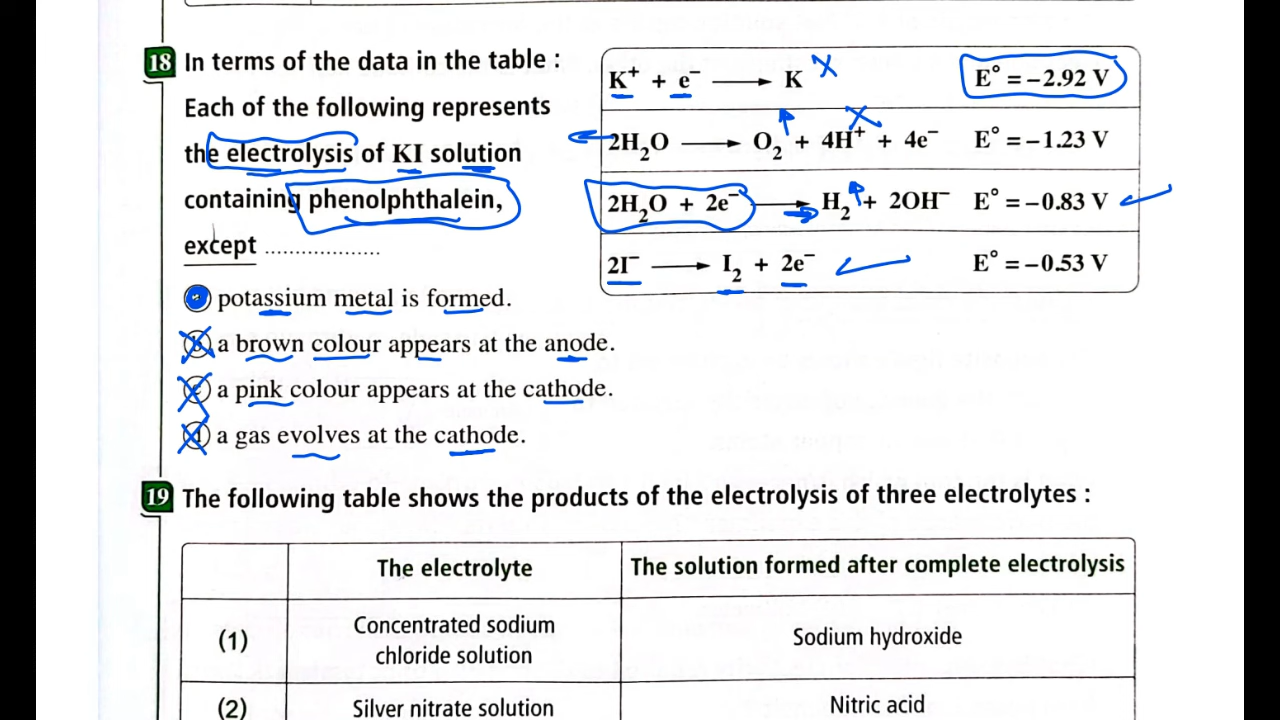 18 In terms of the data in the table :
Each of the following represents
the electrolysis of KI solution
containing phenolphthalein,
except ....................
K⁺ + e⁻ ⟶ K E° = −2.92 V
2H₂O ⟶ O₂ + 4H⁺ + 4e⁻ E° = −1.23 V
2H₂O + 2e⁻ ⟶ H₂ + 2OH⁻ E° = −0.83 V
2I⁻ ⟶ I₂ + 2e⁻ E° = −0.53 V
potassium metal is formed.
b a brown colour appears at the anode.
c a pink colour appears at the cathode.
d a gas evolves at the cathode.
19 The following table shows the products of the electrolysis of three electrolytes :
The electrolyte The solution formed after complete electrolysis
(1) Concentrated sodium chloride solution Sodium hydroxide
(2) Silver nitrate solution Nitric acid